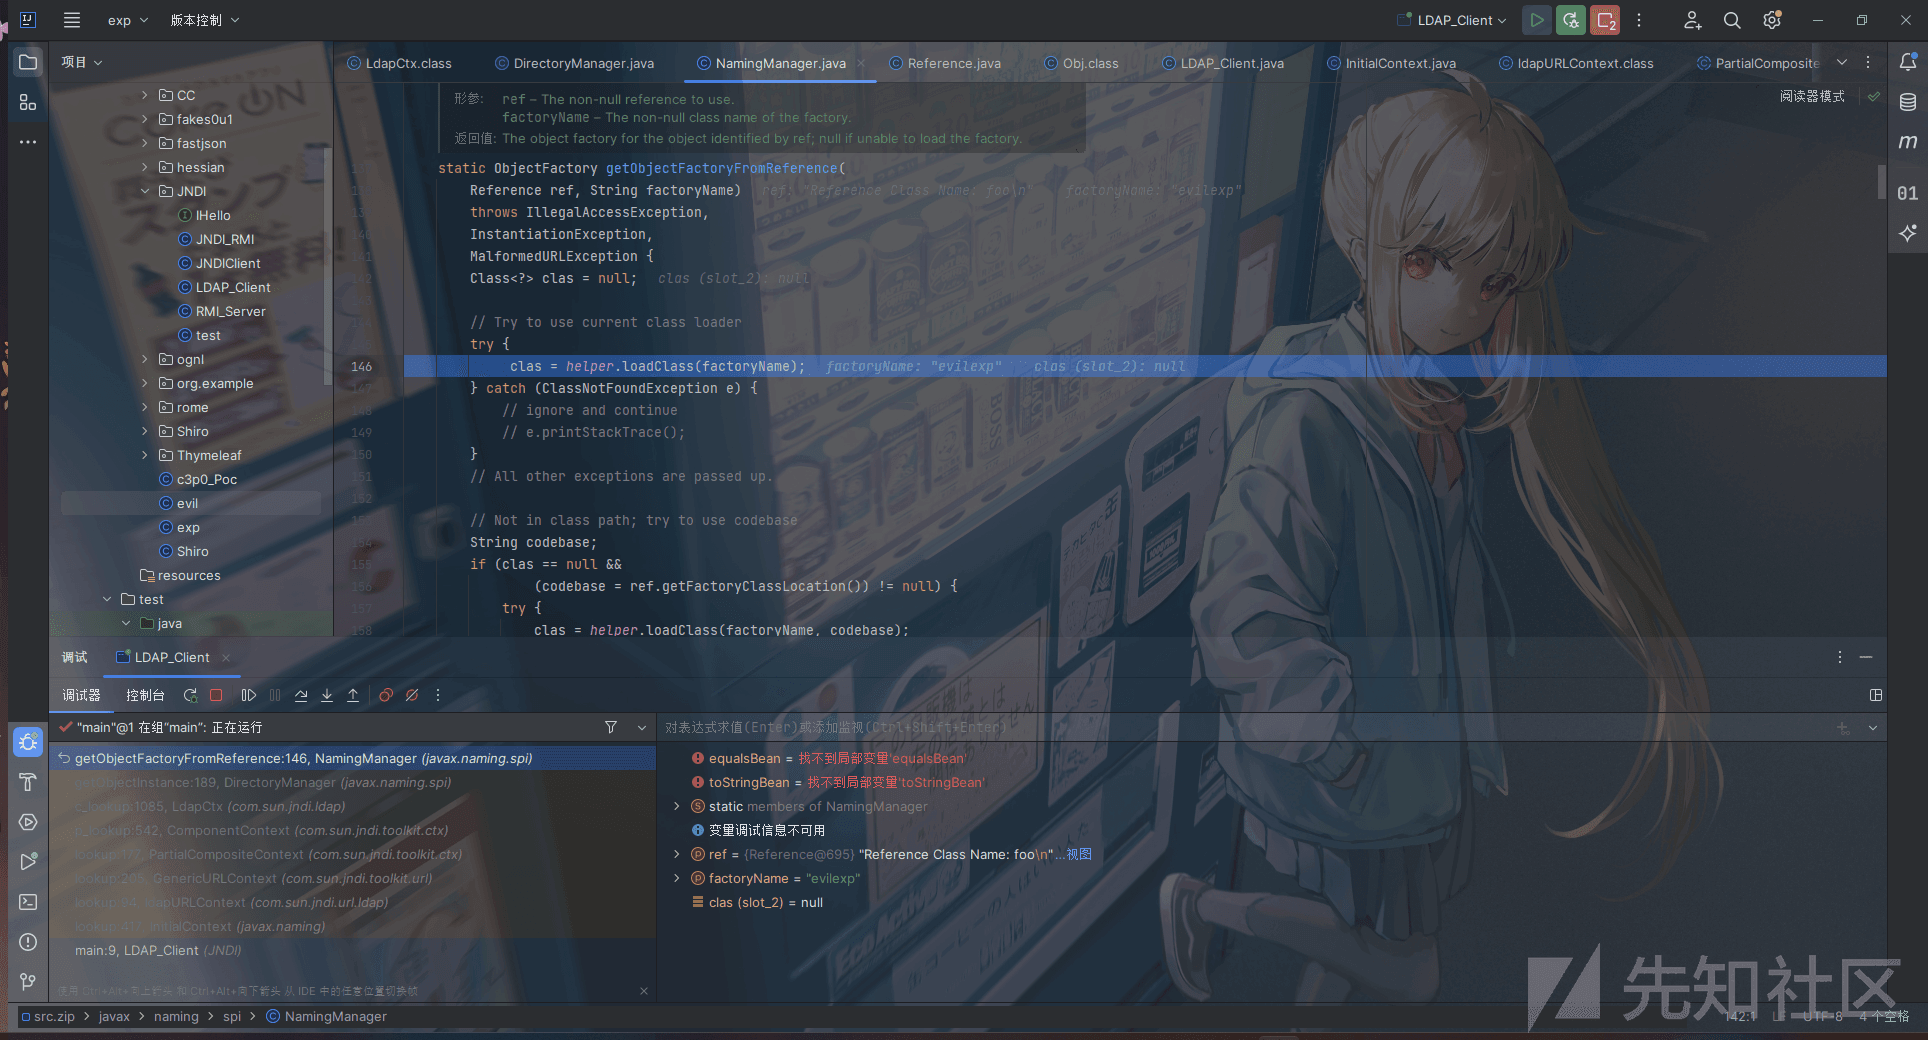 exp
版本控制
LDAP_Client
2
项目
LdapCtx.class
DirectoryManager.java
NamingManager.java
Reference.java
Obj.class
LDAP_Client.java
InitialContext.java
ldapURLContext.class
PartialComposite
阅读器模式
CC
fakes0u1
fastjson
hessian
JNDI
IHello
JNDI_RMI
JNDIClient
LDAP_Client
RMI_Server
test
ognl
org.example
rome
Shiro
Thymeleaf
c3p0_Poc
evil
exp
Shiro
resources
test
java
形参: ref – The non-null reference to use.
factoryName – The non-null class name of the factory.
返回值: The object factory for the object identified by ref; null if unable to load the factory.
static ObjectFactory getObjectFactoryFromReference(
Reference ref, String factoryName) ref: "Reference Class Name: foo\n" factoryName: "evilexp"
throws IllegalAccessException,
InstantiationException,
MalformedURLException {
Class<?> clas = null; clas (slot_2): null
// Try to use current class loader
try {
146 clas = helper.loadClass(factoryName); factoryName: "evilexp" clas (slot_2): null
} catch (ClassNotFoundException e) {
// ignore and continue
149 // e.printStackTrace();
150 }
151 // All other exceptions are passed up.
152
// Not in class path; try to use codebase
String codebase;
155 if (clas == null &&
156 (codebase = ref.getFactoryClassLocation()) != null) {
157 try {
158 clas = helper.loadClass(factoryName, codebase);
m
01
调试
LDAP_Client
调试器
控制台
"main"@1 在组"main": 正在运行
getObjectFactoryFromReference:146, NamingManager (javax.naming.spi)
getObjectInstance:189, DirectoryManager (javax.naming.spi)
c_lookup:1085, LdapCtx (com.sun.jndi.ldap)
p_lookup:542, ComponentContext (com.sun.jndi.toolkit.ctx)
lookup:177, PartialCompositeContext (com.sun.jndi.toolkit.ctx)
lookup:205, GenericURLContext (com.sun.jndi.toolkit.url)
lookup:94, ldapURLContext (com.sun.jndi.url.ldap)
lookup:417, InitialContext (javax.naming)
main:9, LDAP_Client (JNDI)
使用 Ctrl+Alt+向上箭头 和 Ctrl+Alt+向下箭头 从 IDE 中的任意位置切换帧
对表达式求值(Enter)或添加监视(Ctrl+Shift+Enter)
equalsBean = 找不到局部变量'equalsBean'
toStringBean = 找不到局部变量'toStringBean'
static members of NamingManager
变量调试信息不可用
ref = {Reference@695} "Reference Class Name: foo\n"...视图
factoryName = "evilexp"
clas (slot_2) = null
先知社区
src.zip
javax
naming
spi
NamingManager
142:1
LF
UTF-8
4 个空格